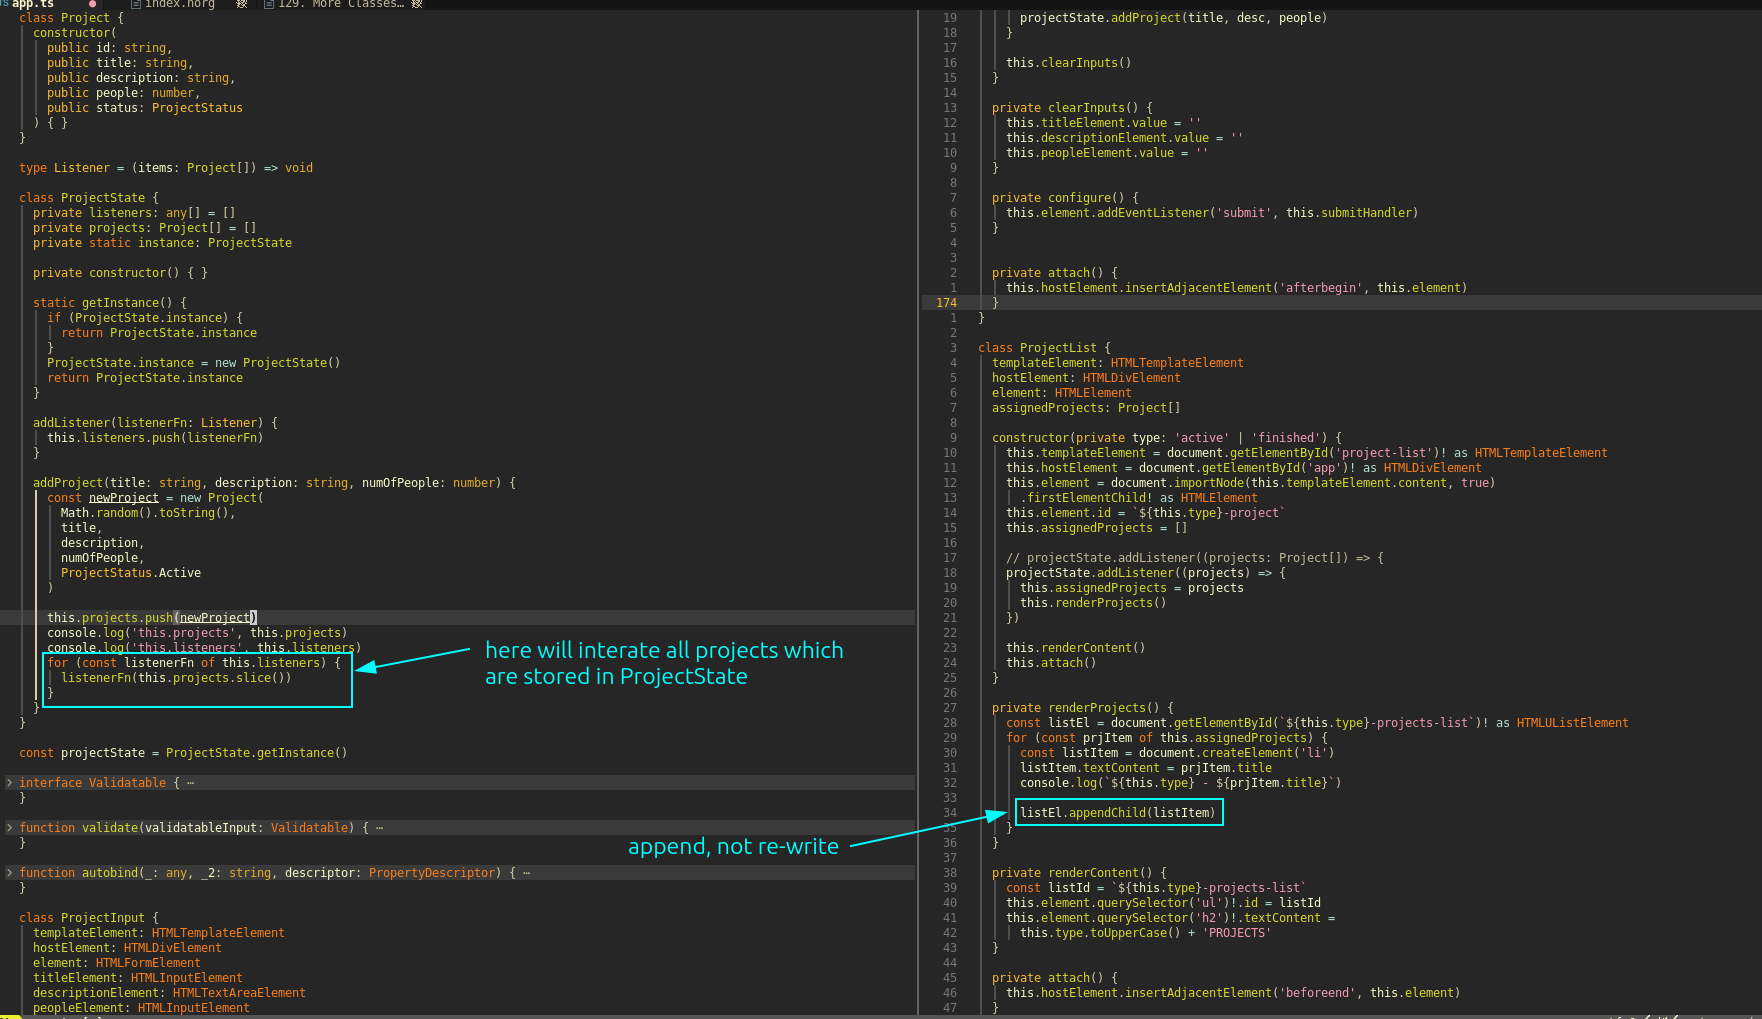 app.ts
index.norg
129. More Classes…
class Project {
constructor(
public id: string,
public title: string,
public description: string,
public people: number,
public status: ProjectStatus
) { }
}
type Listener = (items: Project[]) => void
class ProjectState {
private listeners: any[] = []
private projects: Project[] = []
private static instance: ProjectState
private constructor() { }
static getInstance() {
if (ProjectState.instance) {
return ProjectState.instance
}
ProjectState.instance = new ProjectState()
return ProjectState.instance
}
addListener(listenerFn: Listener) {
this.listeners.push(listenerFn)
}
addProject(title: string, description: string, numOfPeople: number) {
const newProject = new Project(
Math.random().toString(),
title,
description,
numOfPeople,
ProjectStatus.Active
)
this.projects.push(newProject)
console.log('this.projects', this.projects)
console.log('this.listeners', this.listeners)
for (const listenerFn of this.listeners) {
listenerFn(this.projects.slice())
}
}
}
here will interate all projects which
are stored in ProjectState
const projectState = ProjectState.getInstance()
> interface Validatable { ⋯
}
> function validate(validatableInput: Validatable) { ⋯
}
> function autobind(_: any, _2: string, descriptor: PropertyDescriptor) { ⋯
}
append, not re-write
class ProjectInput {
templateElement: HTMLTemplateElement
hostElement: HTMLDivElement
element: HTMLFormElement
titleElement: HTMLInputElement
descriptionElement: HTMLTextAreaElement
peopleElement: HTMLInputElement
19 projectState.addProject(title, desc, people)
18 }
17
16 this.clearInputs()
15 }
14
13 private clearInputs() {
12 this.titleElement.value = ''
11 this.descriptionElement.value = ''
10 this.peopleElement.value = ''
9 }
8
7 private configure() {
6 this.element.addEventListener('submit', this.submitHandler)
5 }
4
3
2 private attach() {
1 this.hostElement.insertAdjacentElement('afterbegin', this.element)
174 }
1 }
2
3 class ProjectList {
4 templateElement: HTMLTemplateElement
5 hostElement: HTMLDivElement
6 element: HTMLElement
7 assignedProjects: Project[]
8
9 constructor(private type: 'active' | 'finished') {
10 this.templateElement = document.getElementById('project-list')! as HTMLTemplateElement
11 this.hostElement = document.getElementById('app')! as HTMLDivElement
12 this.element = document.importNode(this.templateElement.content, true)
13 .firstElementChild! as HTMLElement
14 this.element.id = `${this.type}-project`
15 this.assignedProjects = []
16
17 // projectState.addListener((projects: Project[]) => {
18 projectState.addListener((projects) => {
19 this.assignedProjects = projects
20 this.renderProjects()
21 })
22
23 this.renderContent()
24 this.attach()
25 }
26
27 private renderProjects() {
28 const listEl = document.getElementById(`${this.type}-projects-list`)! as HTMLUListElement
29 for (const prjItem of this.assignedProjects) {
30 const listItem = document.createElement('li')
31 listItem.textContent = prjItem.title
32 console.log(`${this.type} - ${prjItem.title}`)
33
34 listEl.appendChild(listItem)
35 }
36 }
37
38 private renderContent() {
39 const listId = `${this.type}-projects-list`
40 this.element.querySelector('ul')!.id = listId
41 this.element.querySelector('h2')!.textContent =
42 this.type.toUpperCase() + 'PROJECTS'
43 }
44
45 private attach() {
46 this.hostElement.insertAdjacentElement('beforeend', this.element)
47 }